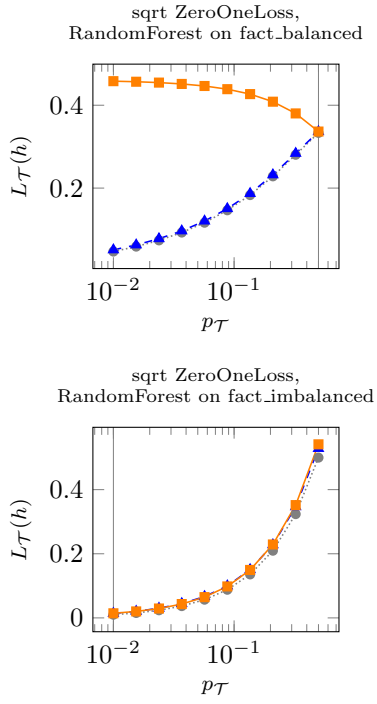 sqrt ZeroOneLoss,
RandomForest on fact_balanced
0.4
0.2
L𝒯(h)
10⁻² 10⁻¹
p𝒯
sqrt ZeroOneLoss,
RandomForest on fact_imbalanced
0.4
0.2
0
L𝒯(h)
10⁻² 10⁻¹
p𝒯